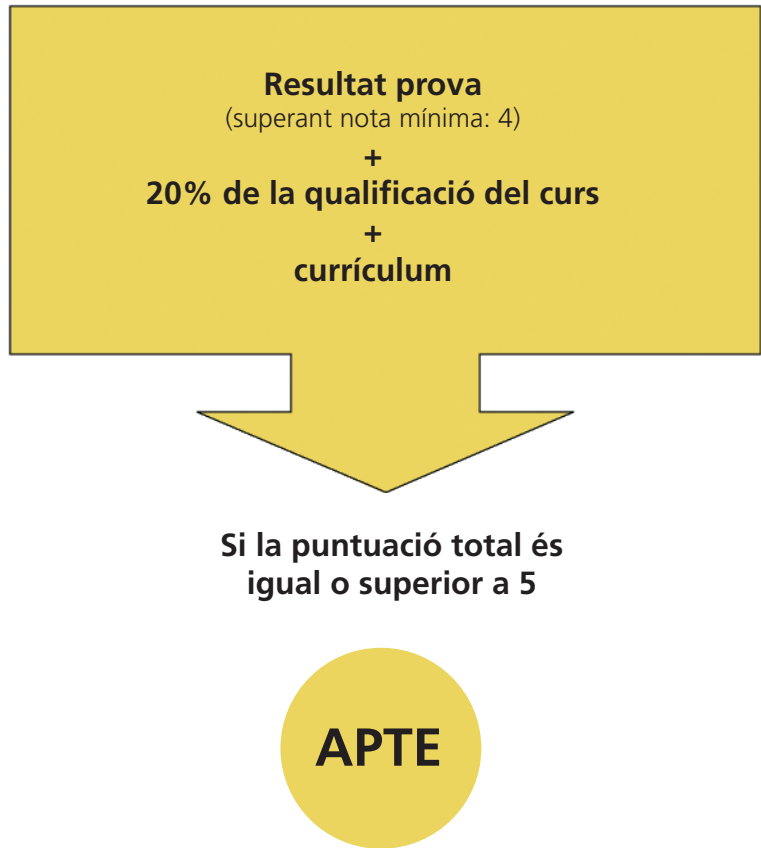 Resultat prova
(superant nota mínima: 4)
+
20% de la qualificació del curs
+
currículum
Si la puntuació total és
igual o superior a 5
APTE